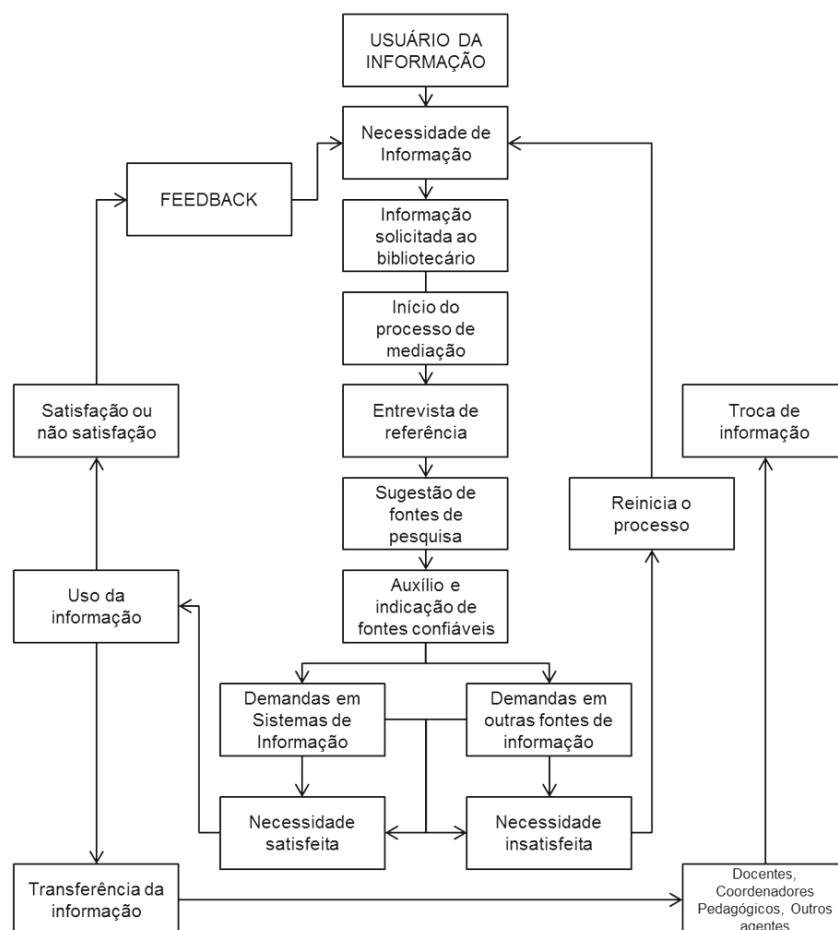 USUÁRIO DA
INFORMAÇÃO
Necessidade de
Informação
FEEDBACK
Informação
solicitada ao
bibliotecário
Início do
processo de
mediação
Satisfação ou
não satisfação
Entrevista de
referência
Troca de
informação
Sugestão de
fontes de
pesquisa
Reinicia o
processo
Uso da
informação
Auxílio e
indicação de
fontes confiáveis
Demandas em
Sistemas de
Informação
Demandas em
outras fontes de
informação
Necessidade
satisfeita
Necessidade
insatisfeita
Transferência da
informação
Docentes,
Coordenadores
Pedagógicos, Outros
agentes